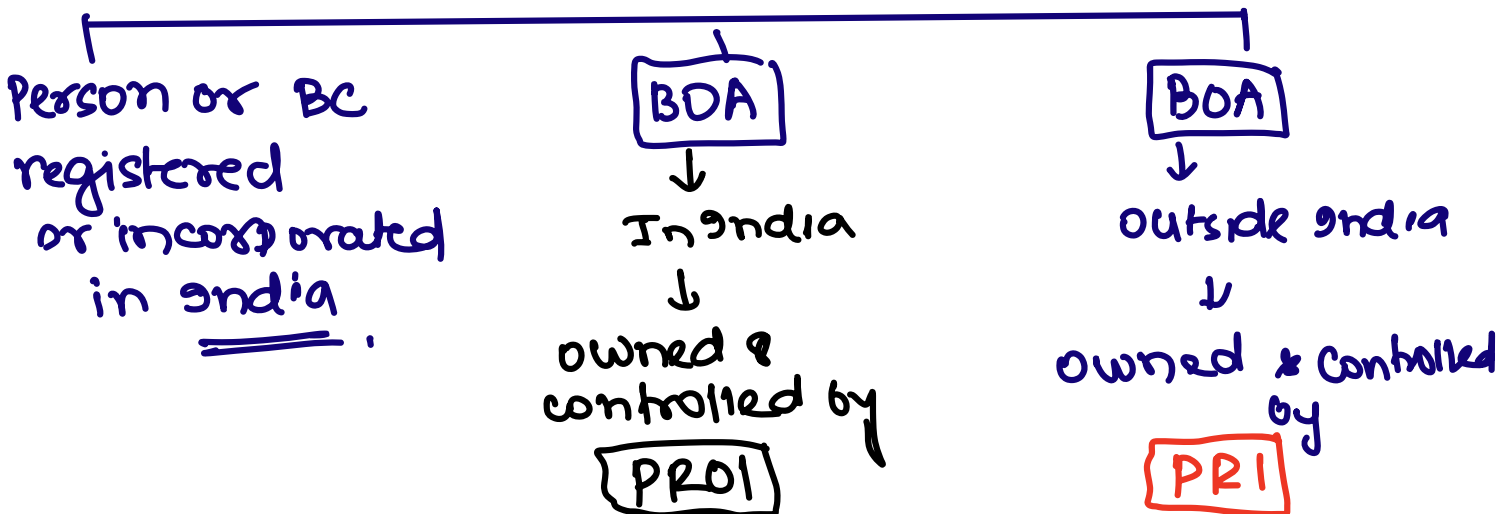 Person or BC
registered
or incorporated
in India.
BOA
In India
owned &
controlled by
PROI
BOA
outside India
owned & controlled
by
PRI